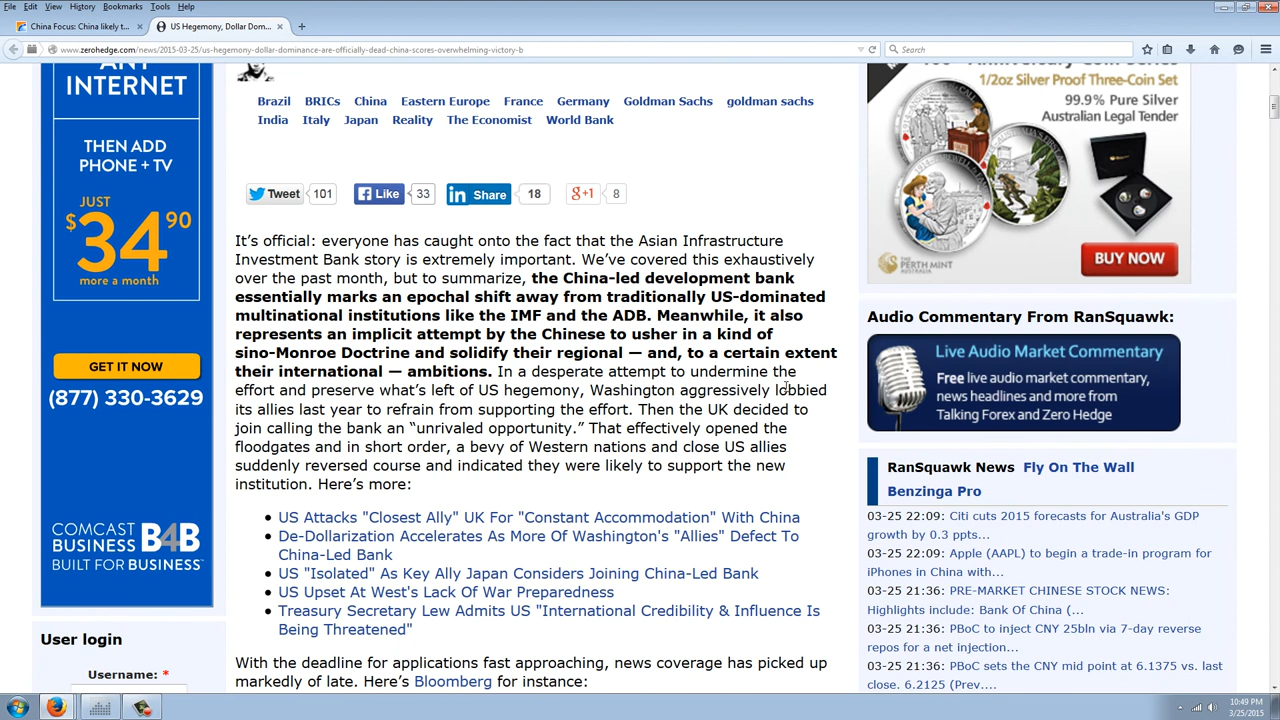 File Edit View History Bookmarks Tools Help
China Focus: China likely t...
US Hegemony, Dollar Dom...
www.zerohedge.com/news/2015-03-25/us-hegemony-dollar-dominance-are-officially-dead-china-scores-overwhelming-victory-b
Search
INTERNET
THEN ADD
PHONE + TV
JUST
$34.90
more a month
GET IT NOW
(877) 330-3629
COMCAST
BUSINESS B4B
BUILT FOR BUSINESS™
User login
Username: *
Brazil BRICs China Eastern Europe France Germany Goldman Sachs goldman sachs
India Italy Japan Reality The Economist World Bank
Tweet 101 Like 33 Share 18 g+1 8
It's official: everyone has caught onto the fact that the Asian Infrastructure
Investment Bank story is extremely important. We've covered this exhaustively
over the past month, but to summarize, the China-led development bank
essentially marks an epochal shift away from traditionally US-dominated
multinational institutions like the IMF and the ADB. Meanwhile, it also
represents an implicit attempt by the Chinese to usher in a kind of
sino-Monroe Doctrine and solidify their regional — and, to a certain extent
their international — ambitions. In a desperate attempt to undermine the
effort and preserve what's left of US hegemony, Washington aggressively lobbied
its allies last year to refrain from supporting the effort. Then the UK decided to
join calling the bank an “unrivaled opportunity.” That effectively opened the
floodgates and in short order, a bevy of Western nations and close US allies
suddenly reversed course and indicated they were likely to support the new
institution. Here's more:
US Attacks "Closest Ally" UK For "Constant Accommodation" With China
De-Dollarization Accelerates As More Of Washington's "Allies" Defect To
China-Led Bank
US "Isolated" As Key Ally Japan Considers Joining China-Led Bank
US Upset At West's Lack Of War Preparedness
Treasury Secretary Lew Admits US "International Credibility & Influence Is
Being Threatened"
With the deadline for applications fast approaching, news coverage has picked up
markedly of late. Here's Bloomberg for instance:
1/2oz Silver Proof Three-Coin Set
99.9% Pure Silver
Australian Legal Tender
THE
PERTH MINT
AUSTRALIA
BUY NOW
Audio Commentary From RanSquawk:
Live Audio Market Commentary
Free live audio market commentary,
news headlines and more from
Talking Forex and Zero Hedge
RanSquawk News Fly On The Wall
Benzinga Pro
03-25 22:09: Citi cuts 2015 forecasts for Australia's GDP
growth by 0.3 ppts...
03-25 22:09: Apple (AAPL) to begin a trade-in program for
iPhones in China with...
03-25 21:36: PRE-MARKET CHINESE STOCK NEWS:
Highlights include: Bank Of China (...
03-25 21:36: PBoC to inject CNY 25bln via 7-day reverse
repos for a net injection...
03-25 21:36: PBoC sets the CNY mid point at 6.1375 vs. last
close. 6.2125 (Prev....
10:49 PM
3/25/2015